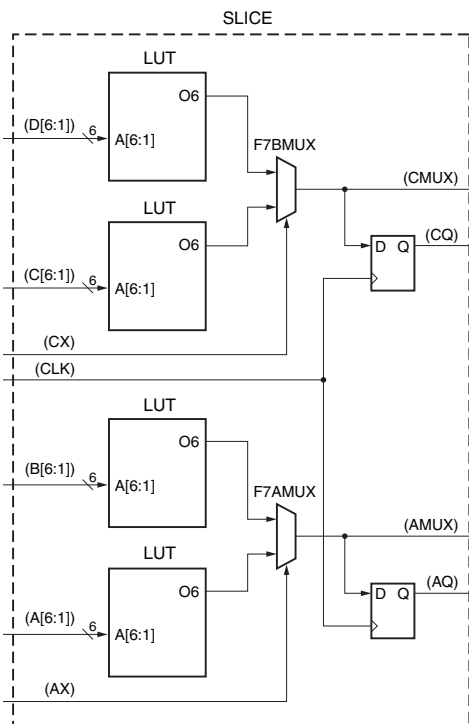 SLICE
LUT
(D[6:1])
6
A[6:1]
O6
F7BMUX
(CMUX)
LUT
(C[6:1])
6
A[6:1]
O6
D Q
(CQ)
(CX)
(CLK)
LUT
(B[6:1])
6
A[6:1]
O6
F7AMUX
(AMUX)
LUT
(A[6:1])
6
A[6:1]
O6
D Q
(AQ)
(AX)